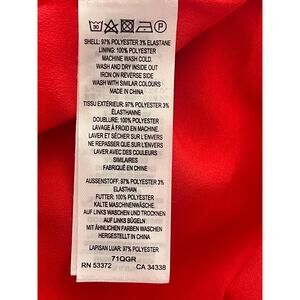 SHELL: 97% POLYESTER 3% ELASTANE
LINING: 100% POLYESTER
MACHINE WASH COLD.
WASH AND DRY INSIDE OUT
IRON ON REVERSE SIDE
WASH WITH SIMILAR COLOURS
MADE IN CHINA
TISSU EXTÉRIEUR: 97% POLYESTER 3%
ÉLASTHANNE
DOUBLURE: 100% POLYESTER
LAVAGE À FROID EN MACHINE.
LAVER ET SÉCHER SUR L'ENVERS
NE REPASSER QUE SUR L'ENVERS
LAVER AVEC DES COULEURS
SIMILAIRES
FABRIQUÉ EN CHINE
AUSSENSTOFF: 97% POLYESTER 3%
ELASTHAN
FUTTER: 100% POLYESTER
KALTE MASCHINENWÄSCHE.
AUF LINKS WASCHEN UND TROCKNEN
AUF LINKS BÜGELN
MIT ÄHNLICHEN FARBEN WASCHEN
HERGESTELLT IN CHINA
LAPISAN LUAR: 97% POLYESTER
71QGR
RN 53372 CA 34338